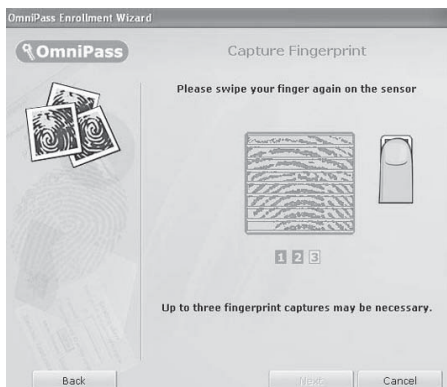 OmniPass Enrollment Wizard
OmniPass
Capture Fingerprint
Please swipe your finger again on the sensor
1 2 3
Up to three fingerprint captures may be necessary.
Back
Next
Cancel